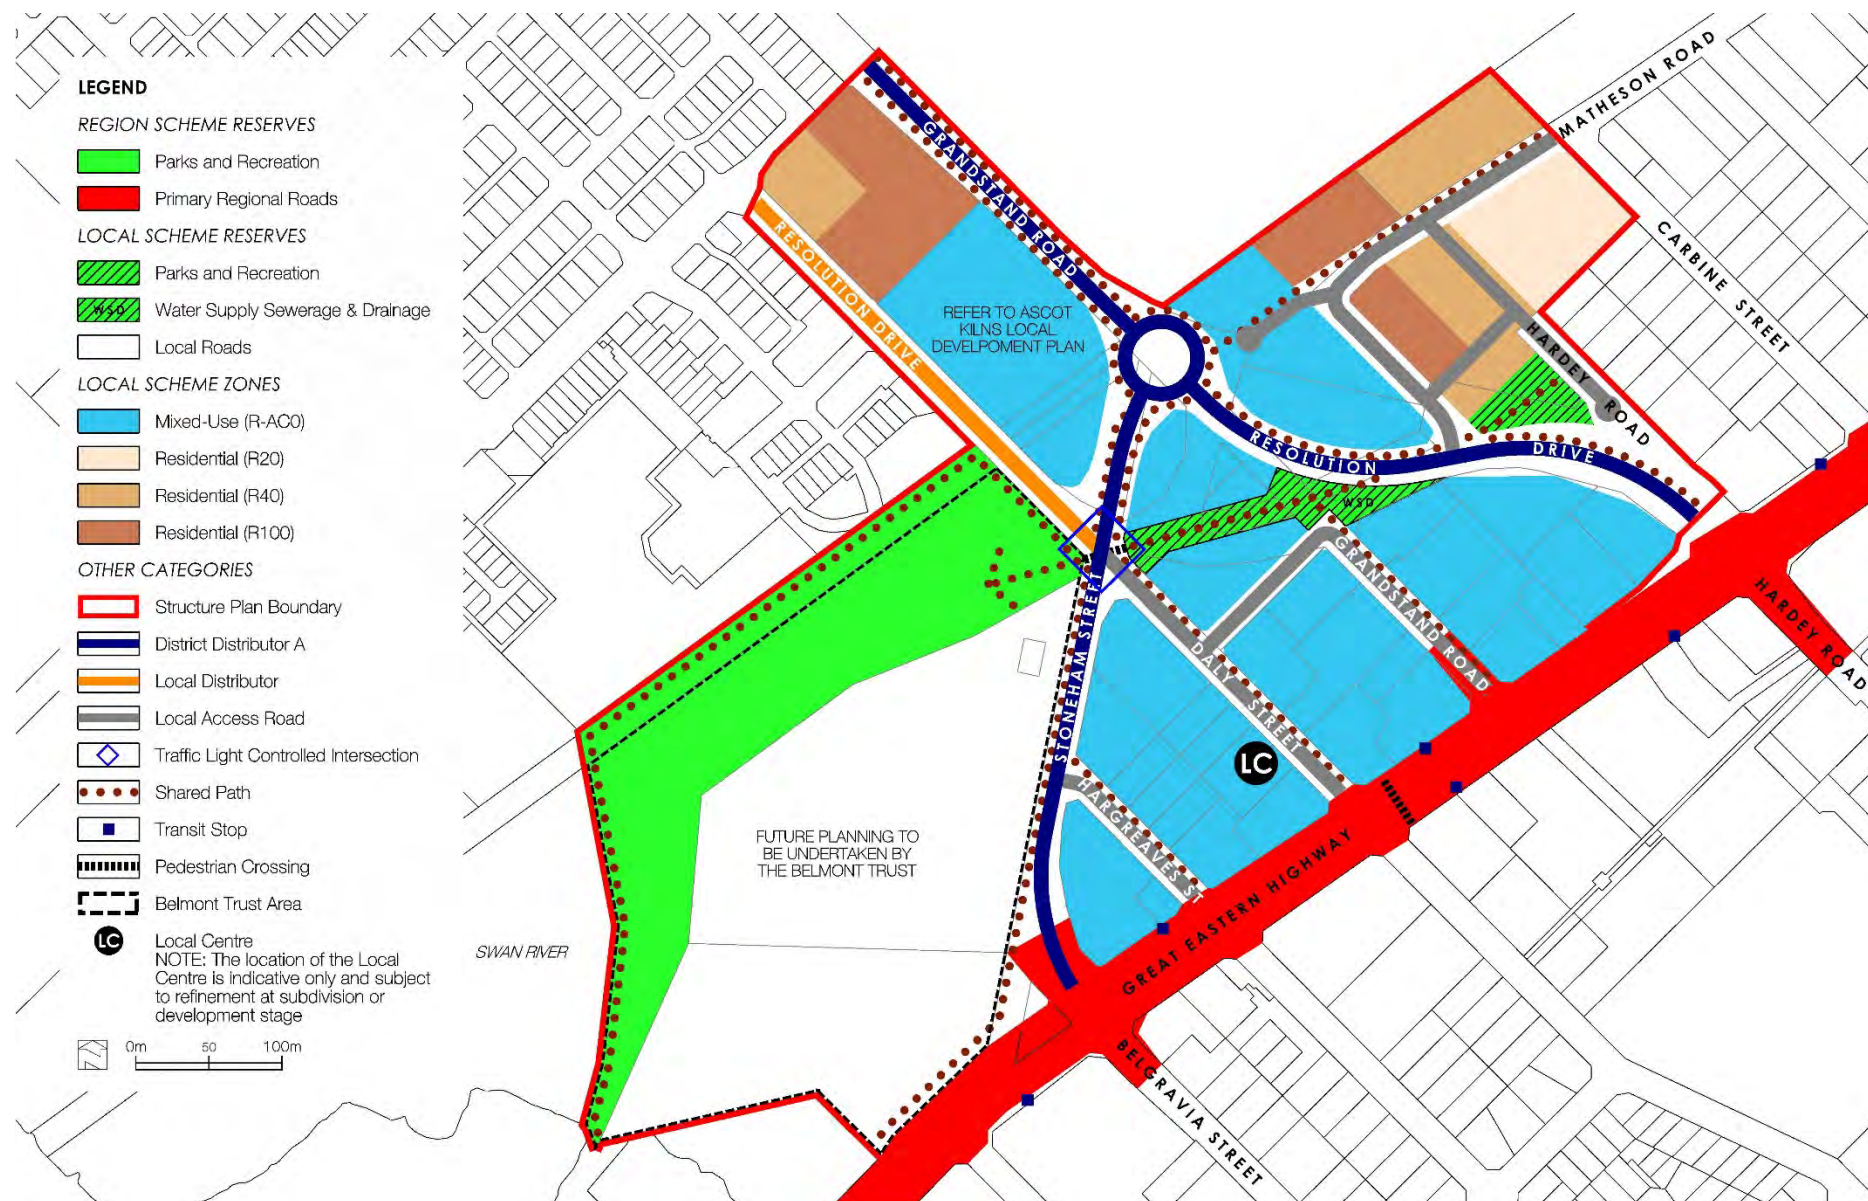 LEGEND
REGION SCHEME RESERVES
Parks and Recreation
Primary Regional Roads
LOCAL SCHEME RESERVES
Parks and Recreation
WSD
Water Supply Sewerage & Drainage
Local Roads
LOCAL SCHEME ZONES
Mixed-Use (R-AC0)
Residential (R20)
Residential (R40)
Residential (R100)
OTHER CATEGORIES
Structure Plan Boundary
District Distributor A
Local Distributor
Local Access Road
Traffic Light Controlled Intersection
Shared Path
Transit Stop
Pedestrian Crossing
Belmont Trust Area
LC
Local Centre
NOTE: The location of the Local
Centre is indicative only and subject
to refinement at subdivision or
development stage
0m 50 100m
GRANDSTAND ROAD
RESOLUTION DRIVE
REFER TO ASCOT
KILNS LOCAL
DEVELPOMENT PLAN
MATHESON ROAD
CARBINE STREET
HARDEY ROAD
RESOLUTION DRIVE
WSD
GRANDSTAND ROAD
HARDEY ROAD
STONEHAM STREET
DALY STREET
LC
HARGREAVES ST
FUTURE PLANNING TO
BE UNDERTAKEN BY
THE BELMONT TRUST
SWAN RIVER
GREAT EASTERN HIGHWAY
BELGRAVIA STREET